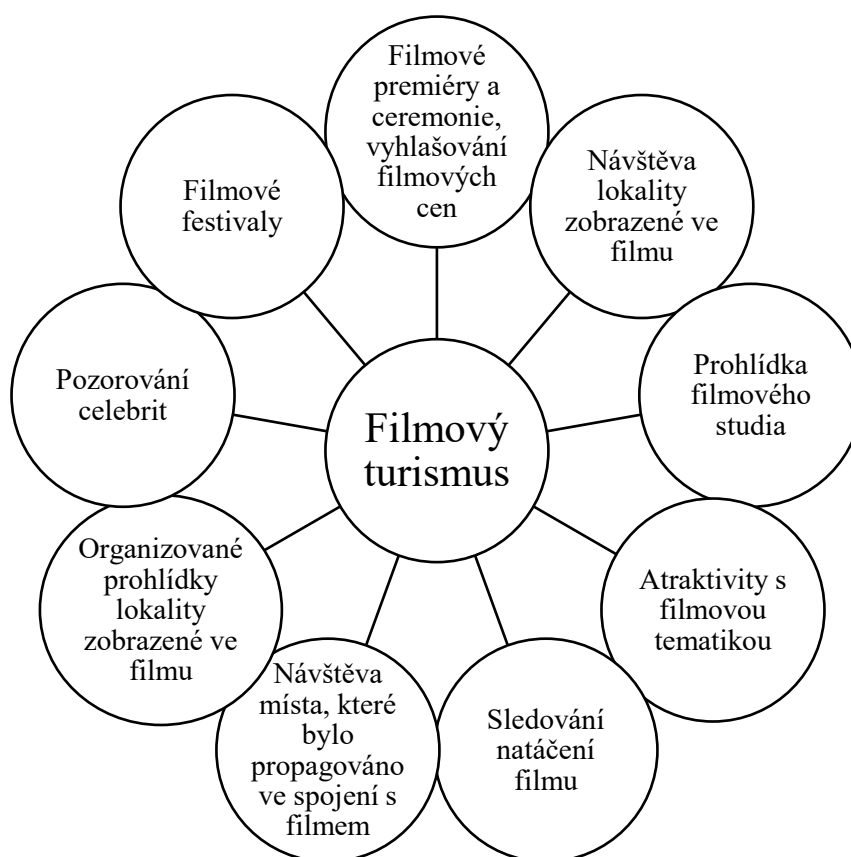 Filmové
premiéry a
ceremonie,
vyhlašování
filmových
cen
Návštěva
lokality
zobrazené ve
filmu
Prohlídka
filmového
studia
Atraktivity s
filmovou
tematikou
Sledování
natáčení
filmu
Návštěva
místa, které
bylo
propagováno
ve spojení s
filmem
Organizované
prohlídky
lokality
zobrazené ve
filmu
Pozorování
celebrit
Filmové
festivaly
Filmový
turismus